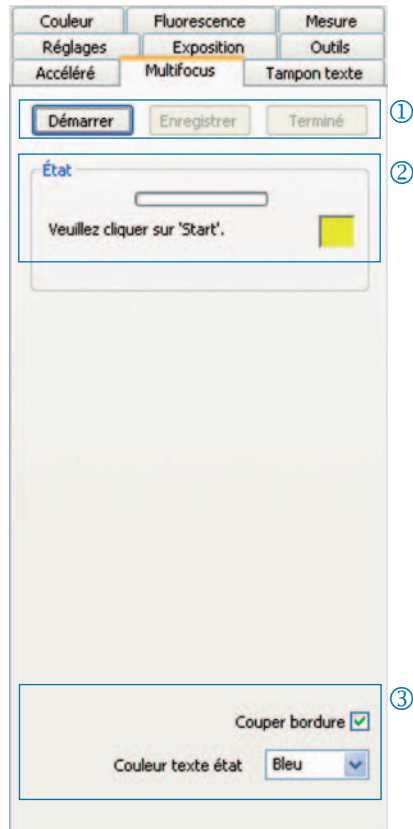 Couleur Fluorescence Mesure
Réglages Exposition Outils
Accéléré Multifocus Tampon texte
Démarrer Enregistrer Terminé ①
État ②
Veuillez cliquer sur 'Start'.
③
Couper bordure
Couleur texte état Bleu